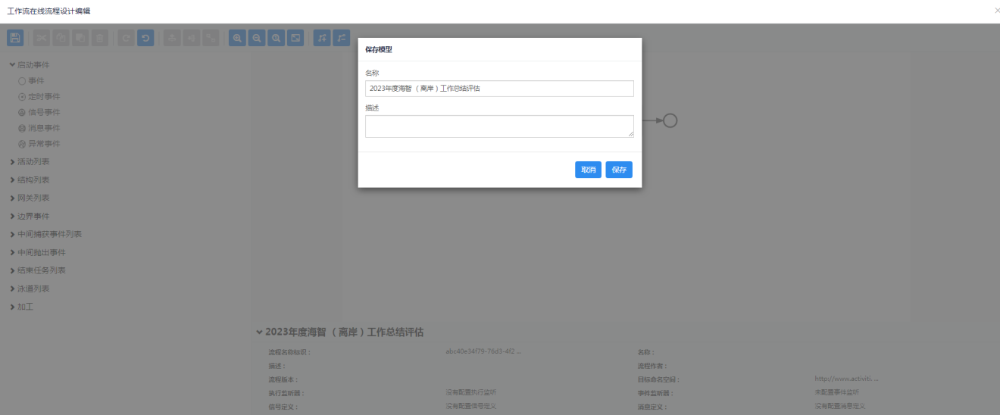 工作流在线流程设计编辑
保存模型
名称
2023年度海智 （ 离岸 ）工作总结评估
描述
取消 保存
启动事件
事件
定时事件
信号事件
消息事件
异常事件
活动列表
结构列表
网关列表
边界事件
中间捕获事件列表
中间抛出事件
结束任务列表
泳道列表
加工
2023年度海智 （ 离岸 ）工作总结评估
流程名称标识： abc40e34f79-76d3-4f2 ... 名称：
描述： 流程作者：
流程版本： 目标命名空间： http://www.activiti. ...
执行监听器： 没有配置执行监听 事件监听器： 未配置事件监听
信号定义： 没有配置信号定义 消息定义： 没有配置消息定义